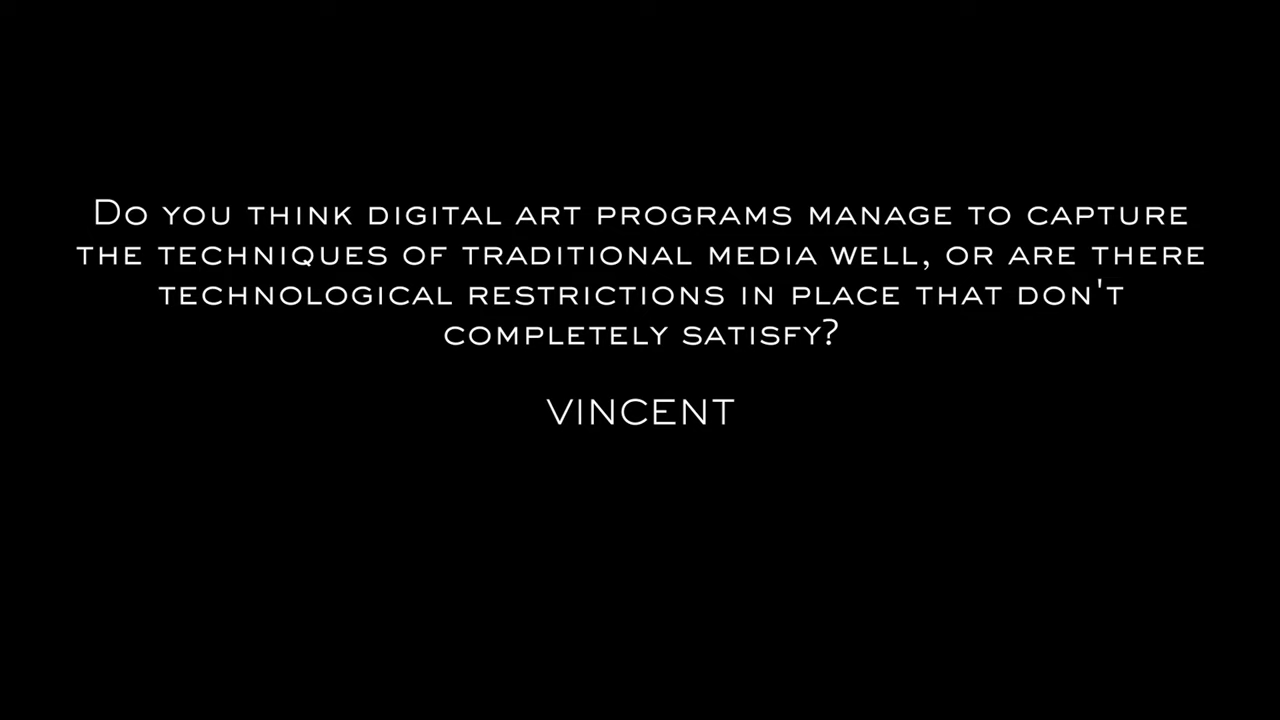 Do you think digital art programs manage to capture
the techniques of traditional media well, or are there
technological restrictions in place that don't
completely satisfy?
VINCENT